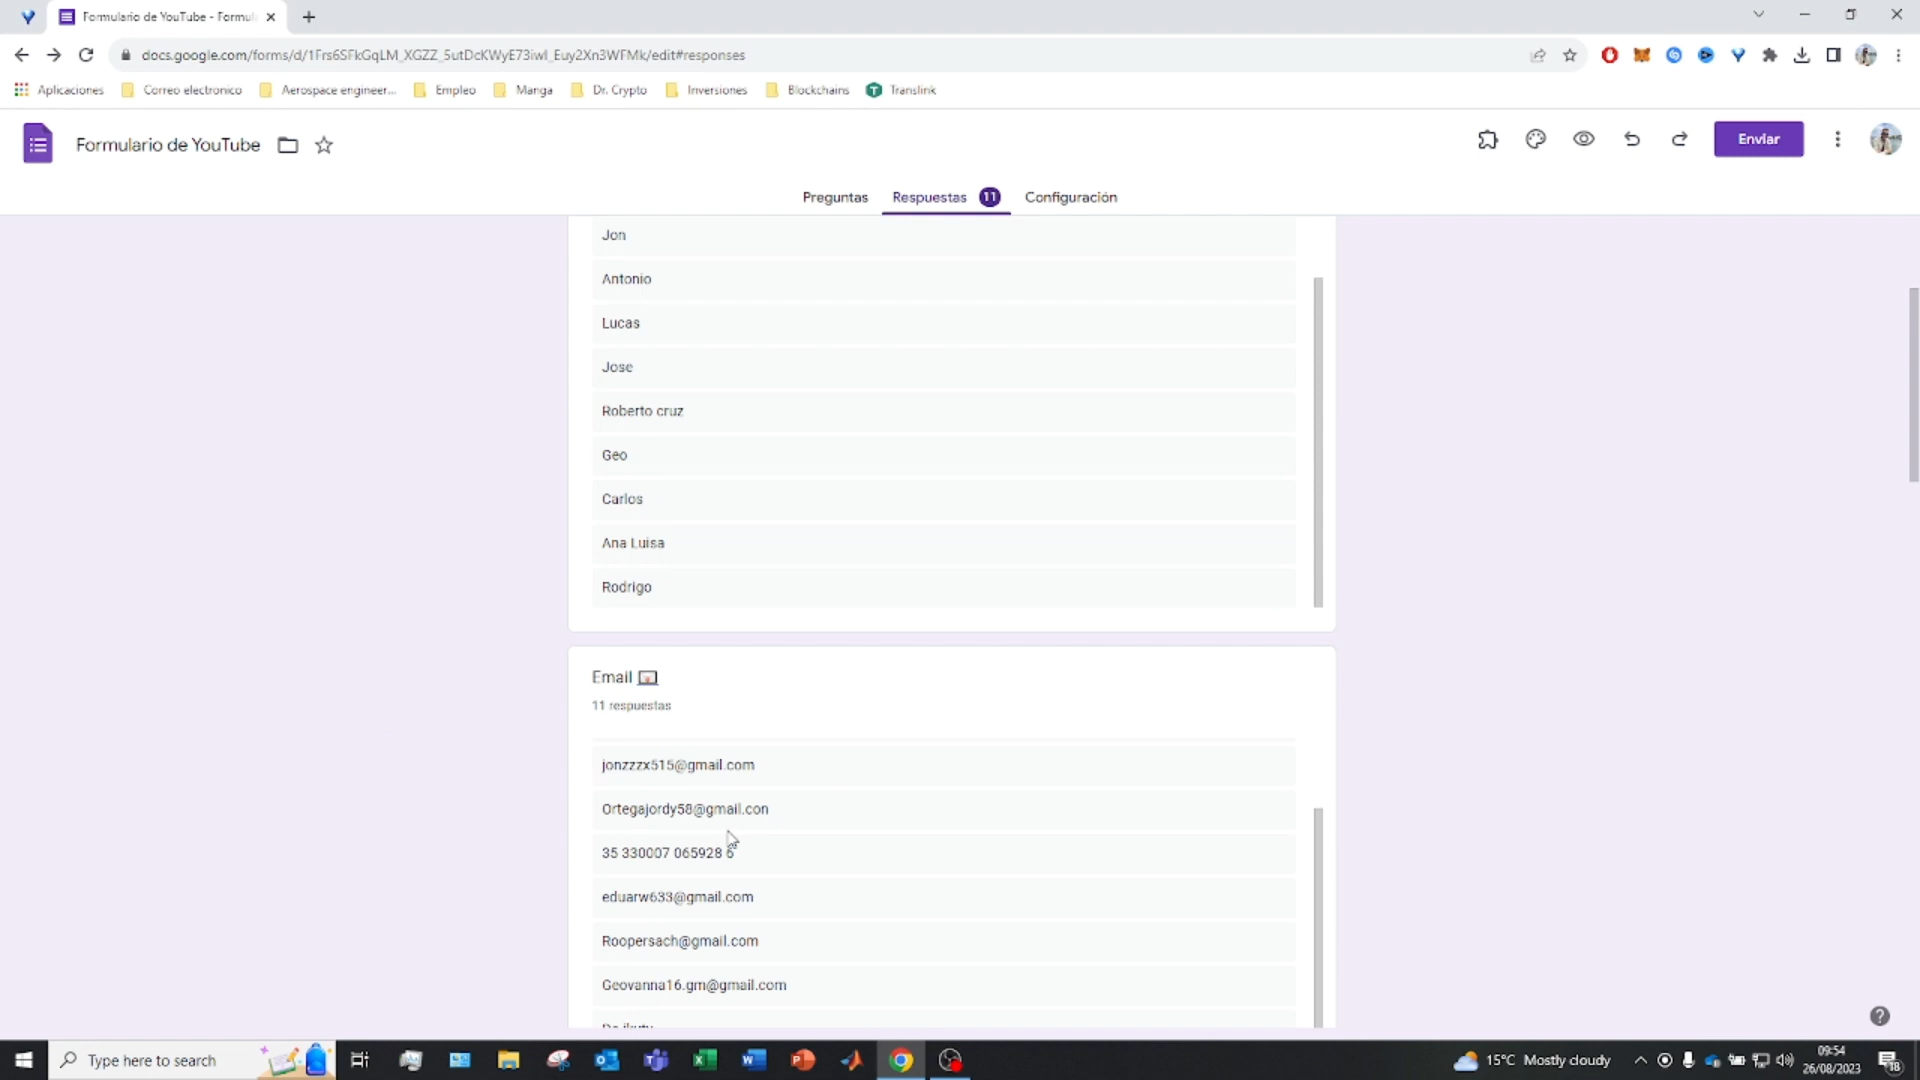 Formulario de YouTube - Formul
docs.google.com/forms/d/1Frs6SFkGqLM_XGZZ_5utDcKWyE73iwI_Euy2Xn3WFMk/edit#responses
Aplicaciones
Correo electronico
Aerospace engineer...
Empleo
Manga
Dr. Crypto
Inversiones
Blockchains
Translink
Formulario de YouTube
Enviar
Preguntas
Respuestas 11
Configuración
Jon
Antonio
Lucas
Jose
Roberto cruz
Geo
Carlos
Ana Luisa
Rodrigo
Email
11 respuestas
jonzzzx515@gmail.com
Ortegajordy58@gmail.con
35 330007 065928 6
eduarw633@gmail.com
Roopersach@gmail.com
Geovanna16.gm@gmail.com
Type here to search
15°C Mostly cloudy
09:54
26/08/2023
18